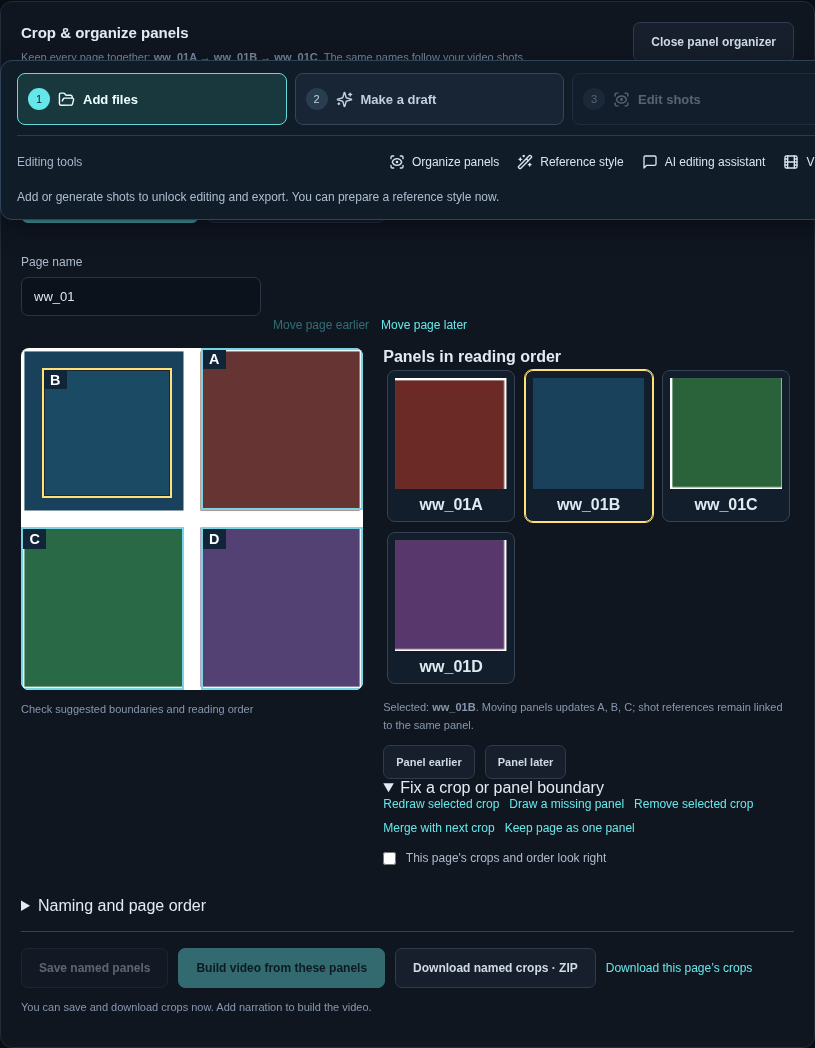 Crop & organize panels
Close panel organizer
Keep every page together: ww_01A → ww_01B → ww_01C. The same names follow your video shots.
1 Add files
2 Make a draft
3 Edit shots
Editing tools
Organize panels
Reference style
AI editing assistant
V
Add or generate shots to unlock editing and export. You can prepare a reference style now.
Page name
ww_01
Move page earlier Move page later
B
A
C
D
Check suggested boundaries and reading order
Panels in reading order
ww_01A
ww_01B
ww_01C
ww_01D
Selected: ww_01B. Moving panels updates A, B, C; shot references remain linked
to the same panel.
Panel earlier
Panel later
Fix a crop or panel boundary
Redraw selected crop Draw a missing panel Remove selected crop
Merge with next crop Keep page as one panel
This page's crops and order look right
Naming and page order
Save named panels
Build video from these panels
Download named crops · ZIP
Download this page's crops
You can save and download crops now. Add narration to build the video.